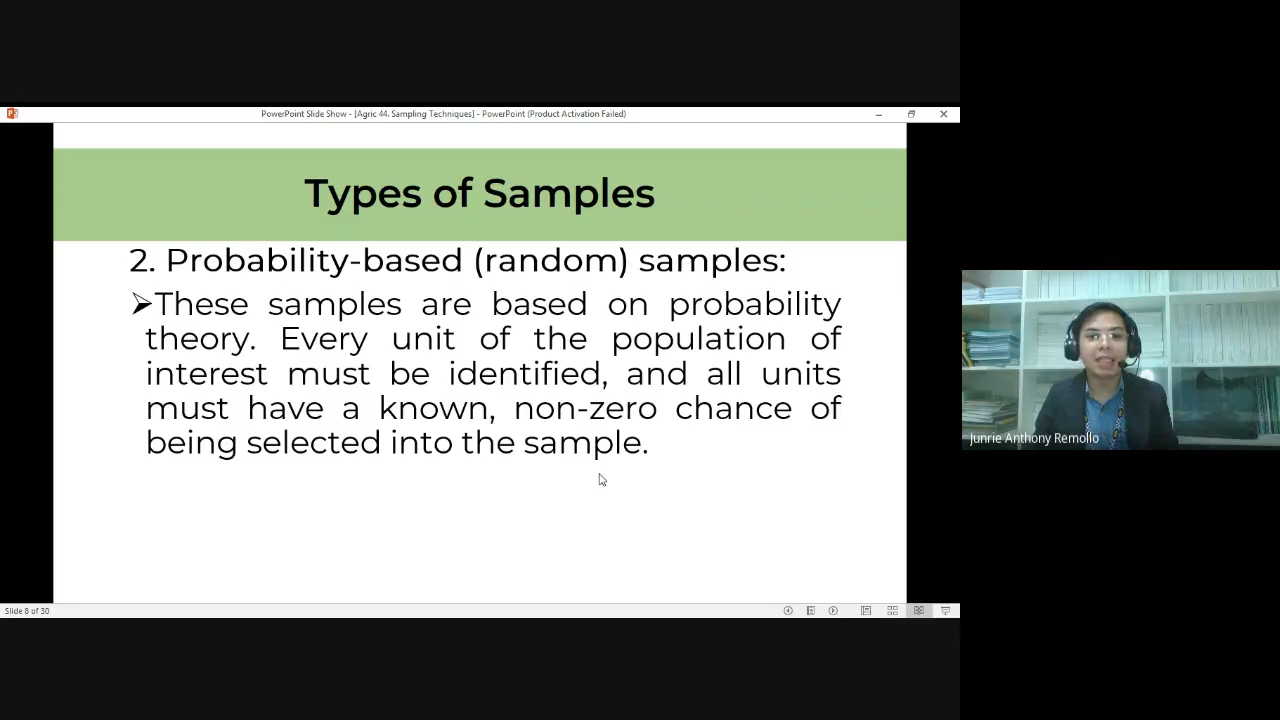 PowerPoint Slide Show - [Agric 44. Sampling Techniques] - PowerPoint (Product Activation Failed)
Types of Samples
2. Probability-based (random) samples:
➢These samples are based on probability
theory. Every unit of the population of
interest must be identified, and all units
must have a known, non-zero chance of
being selected into the sample.
Junrie Anthony Remollo
Slide 8 of 30